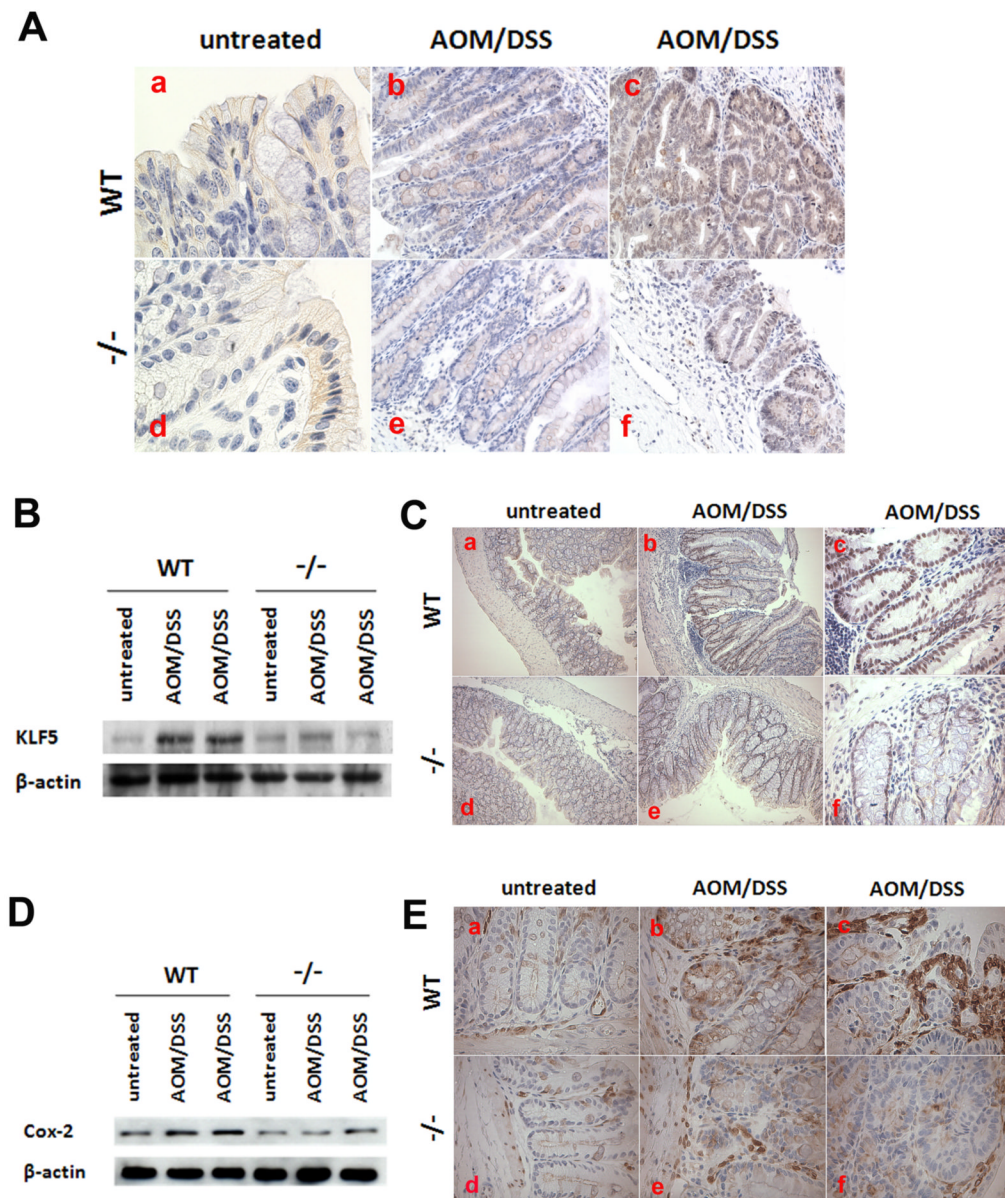 A
untreated AOM/DSS AOM/DSS
WT
a b c
-/-
d e f
B
WT -/-
untreated AOM/DSS AOM/DSS untreated AOM/DSS AOM/DSS
KLF5
β-actin
C
untreated AOM/DSS AOM/DSS
WT
a b c
-/-
d e f
D
WT -/-
untreated AOM/DSS AOM/DSS untreated AOM/DSS AOM/DSS
Cox-2
β-actin
E
untreated AOM/DSS AOM/DSS
WT
a b c
-/-
d e f